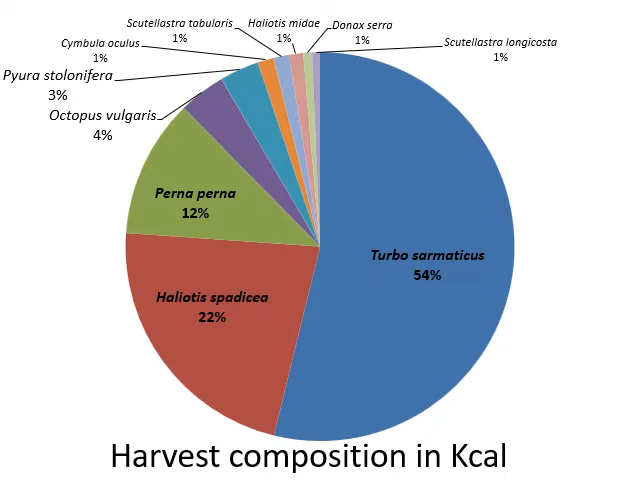 Scutellastra tabularis
1%
Haliotis midae
1%
Donax serra
1%
Scutellastra longicosta
1%
Cymbula oculus
1%
Pyura stolonifera
3%
Octopus vulgaris
4%
Perna perna
12%
Turbo sarmaticus
54%
Haliotis spadicea
22%
Harvest composition in Kcal